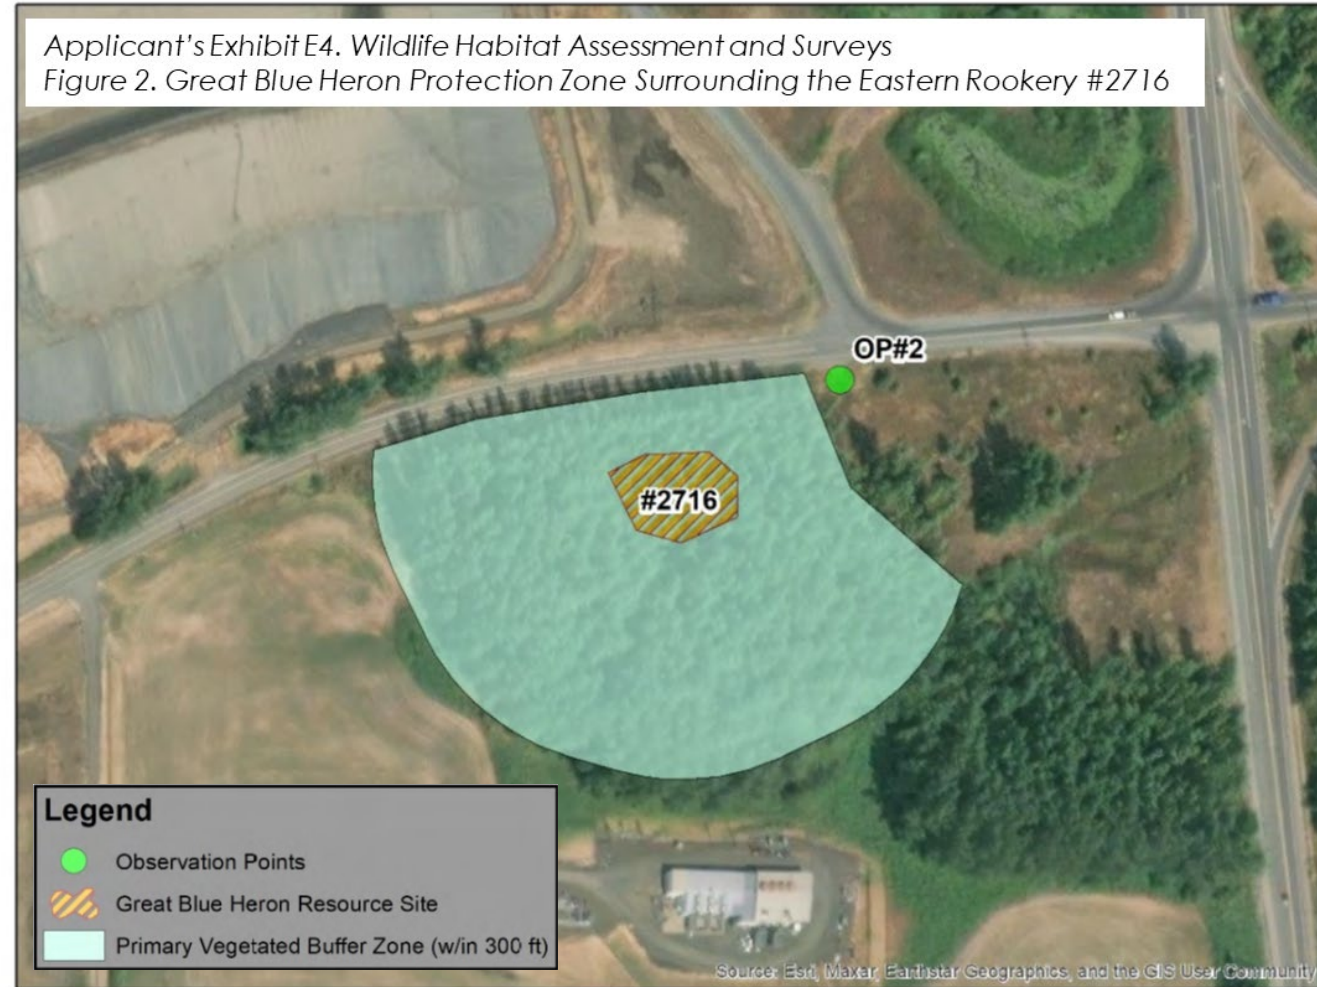 Applicant's Exhibit E4. Wildlife Habitat Assessment and Surveys
Figure 2. Great Blue Heron Protection Zone Surrounding the Eastern Rookery #2716
OP#2
#2716
Legend
Observation Points
Great Blue Heron Resource Site
Primary Vegetated Buffer Zone (w/in 300 ft)
Source: Esri, Maxar, Earthstar Geographics, and the GIS User Community